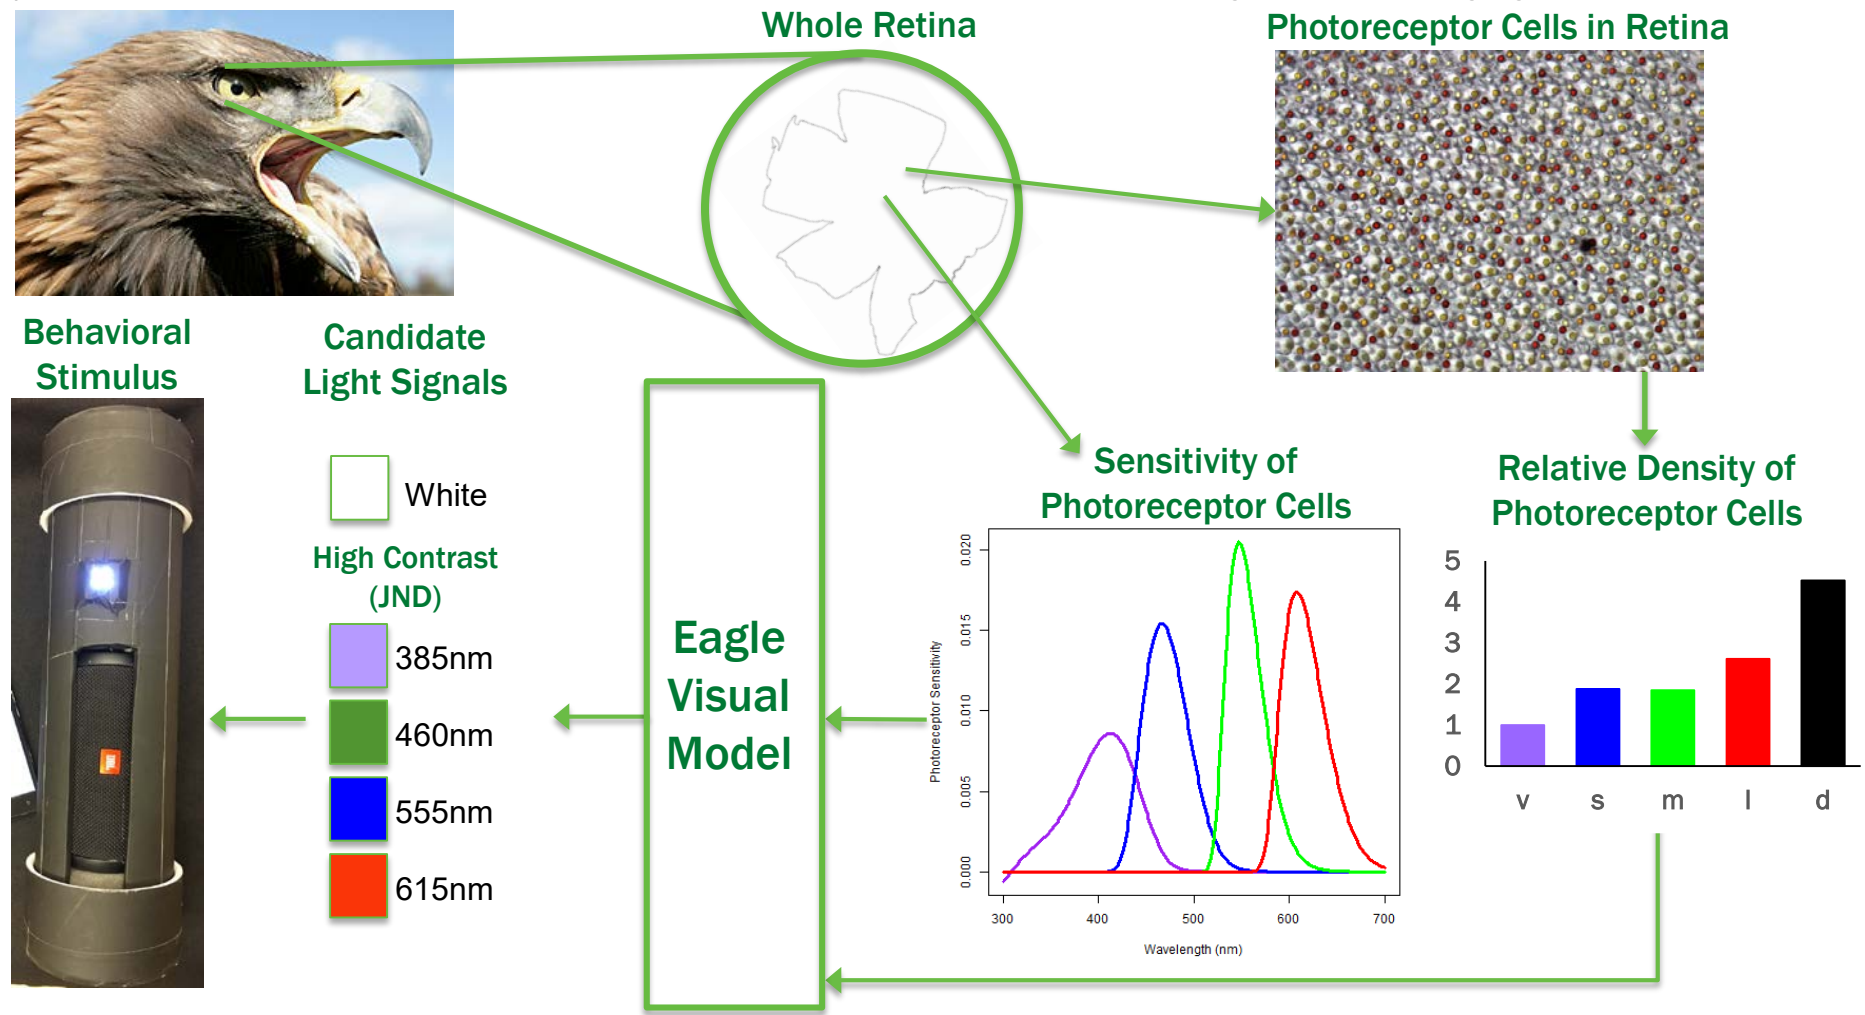 Whole Retina
Photoreceptor Cells in Retina
Behavioral
Stimulus
Candidate
Light Signals
White
High Contrast
(JND)
385nm
460nm
555nm
615nm
JBL
Eagle
Visual
Model
Sensitivity of
Photoreceptor Cells
Photoreceptor Sensitivity
0.020
0.015
0.010
0.005
0.000
300 400 500 600 700
Wavelength (nm)
Relative Density of
Photoreceptor Cells
5
4
3
2
1
0
v s m l d